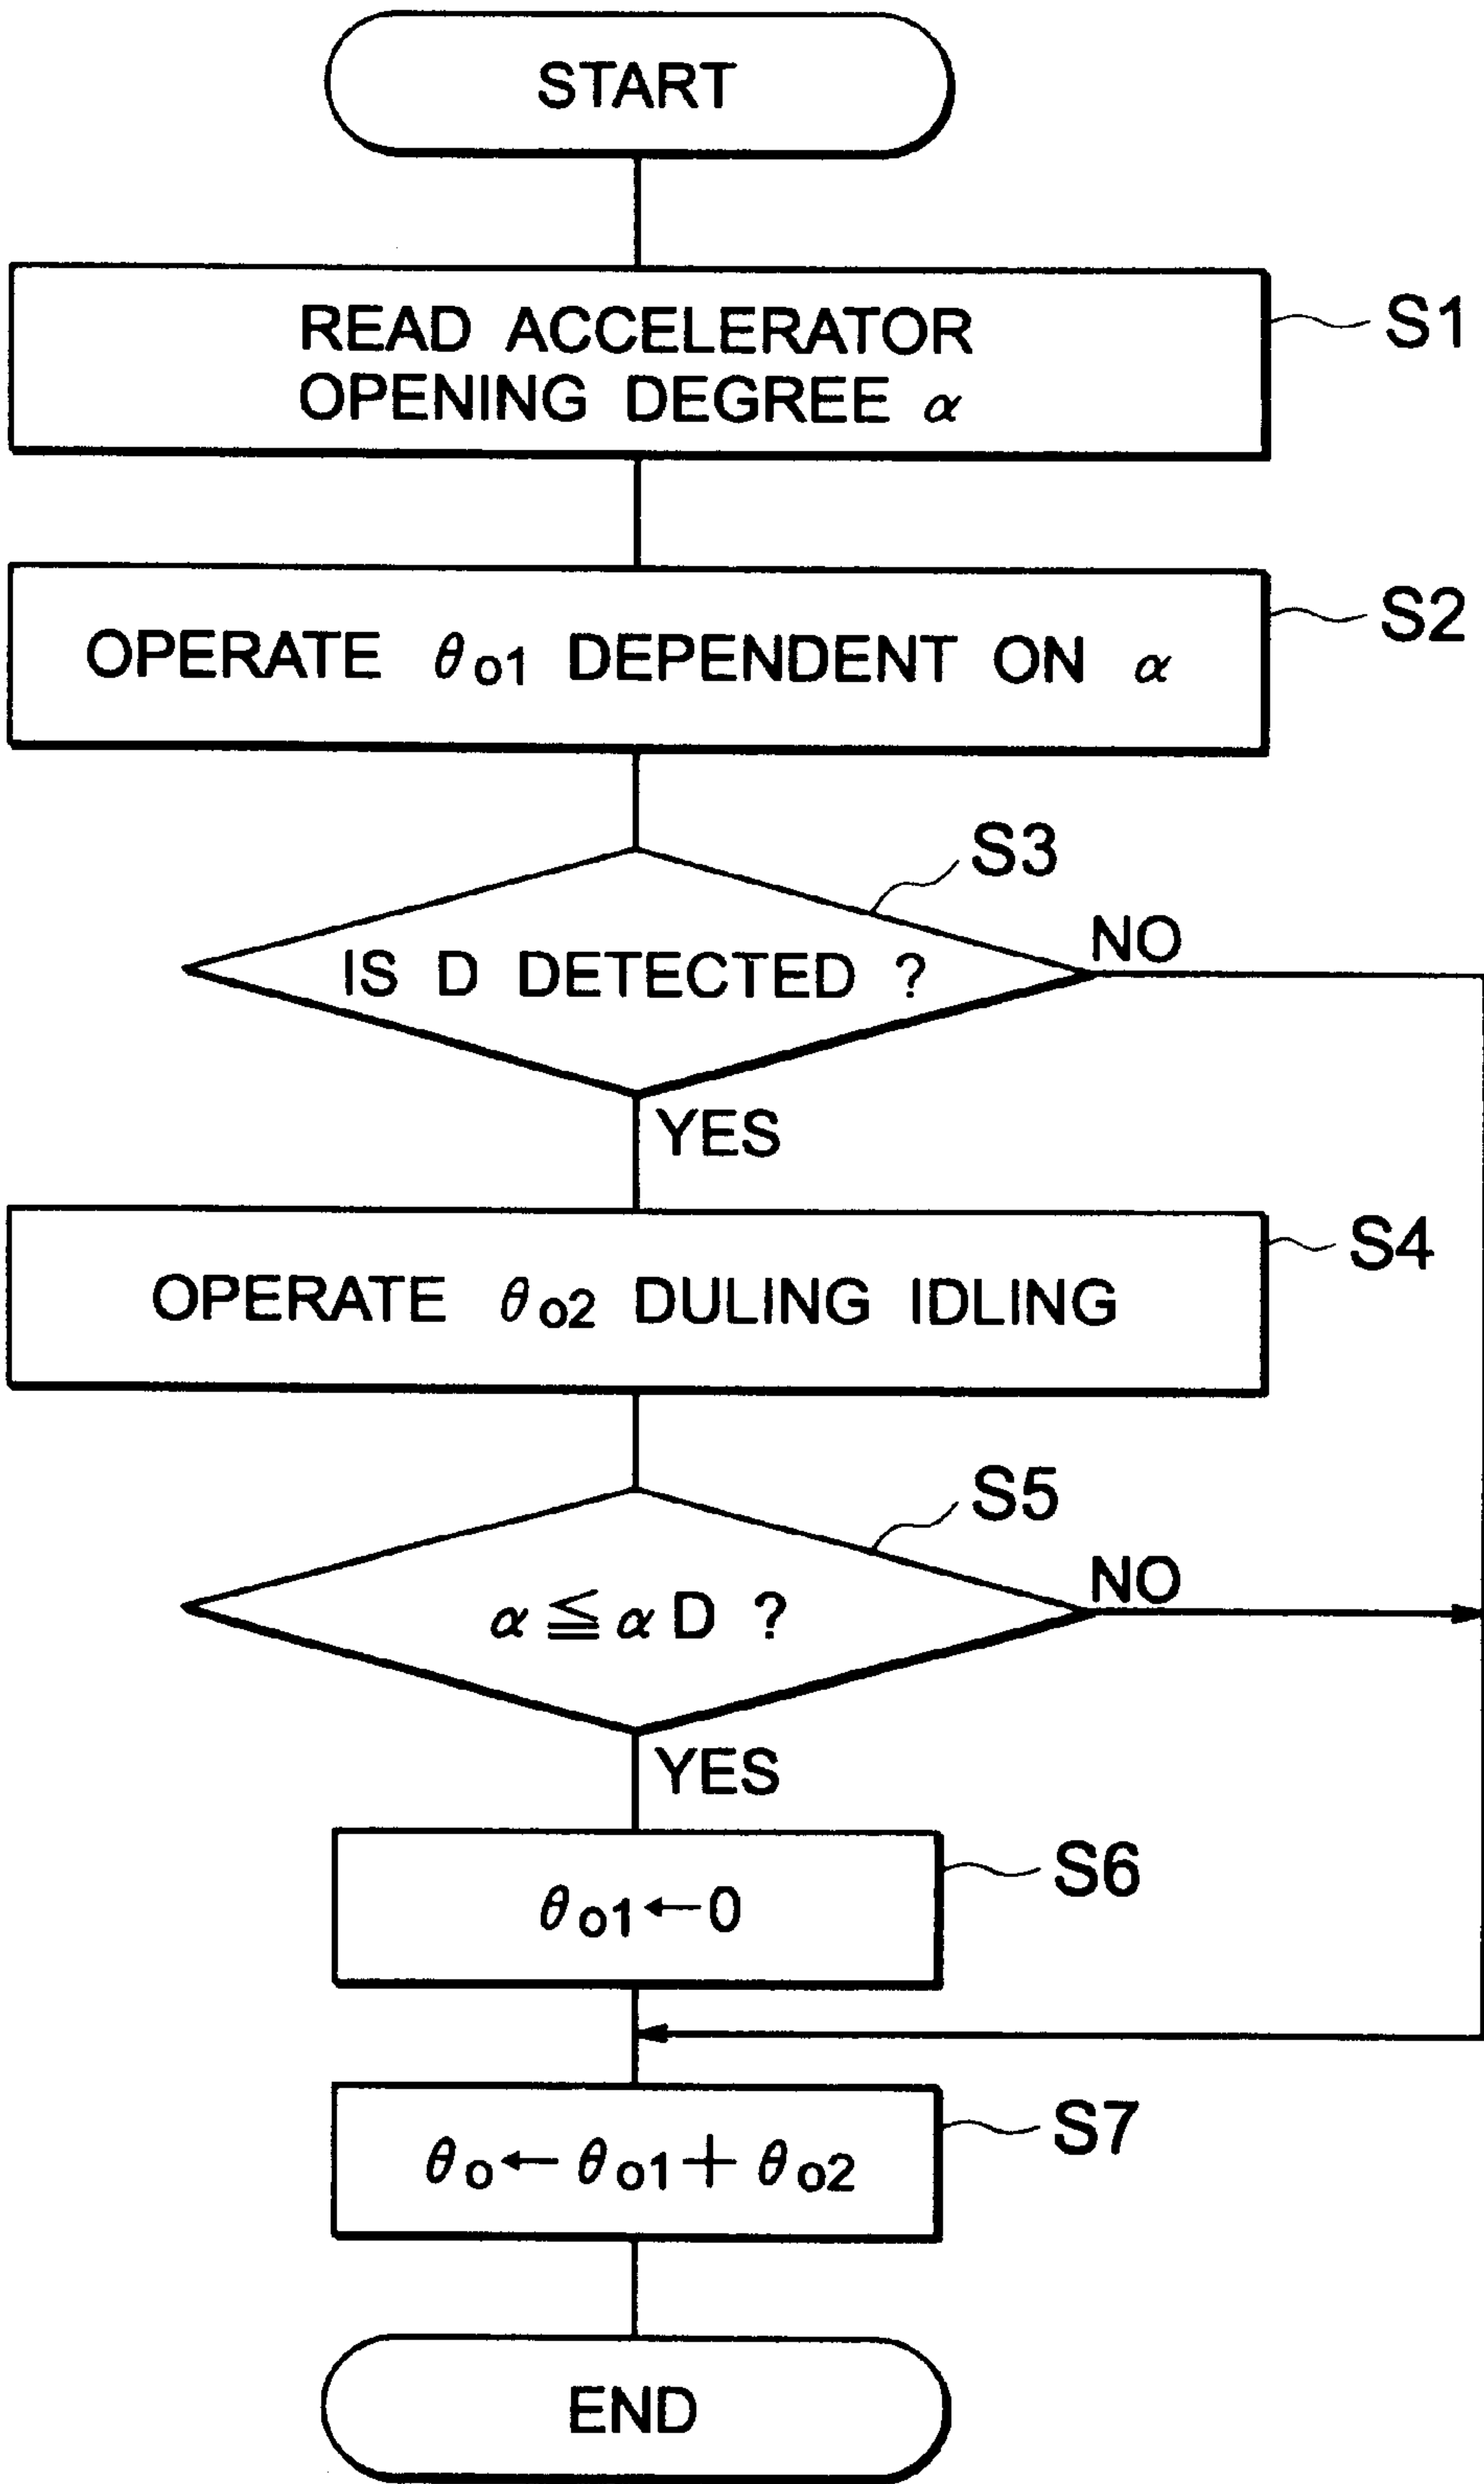 START
READ ACCELERATOR
OPENING DEGREE α
S1
OPERATE θo1 DEPENDENT ON α
S2
S3
IS D DETECTED ?
NO
YES
OPERATE θo2 DULING IDLING
S4
S5
α ≦ α D ?
NO
YES
θo1←0
S6
θo←θo1+θo2
S7
END